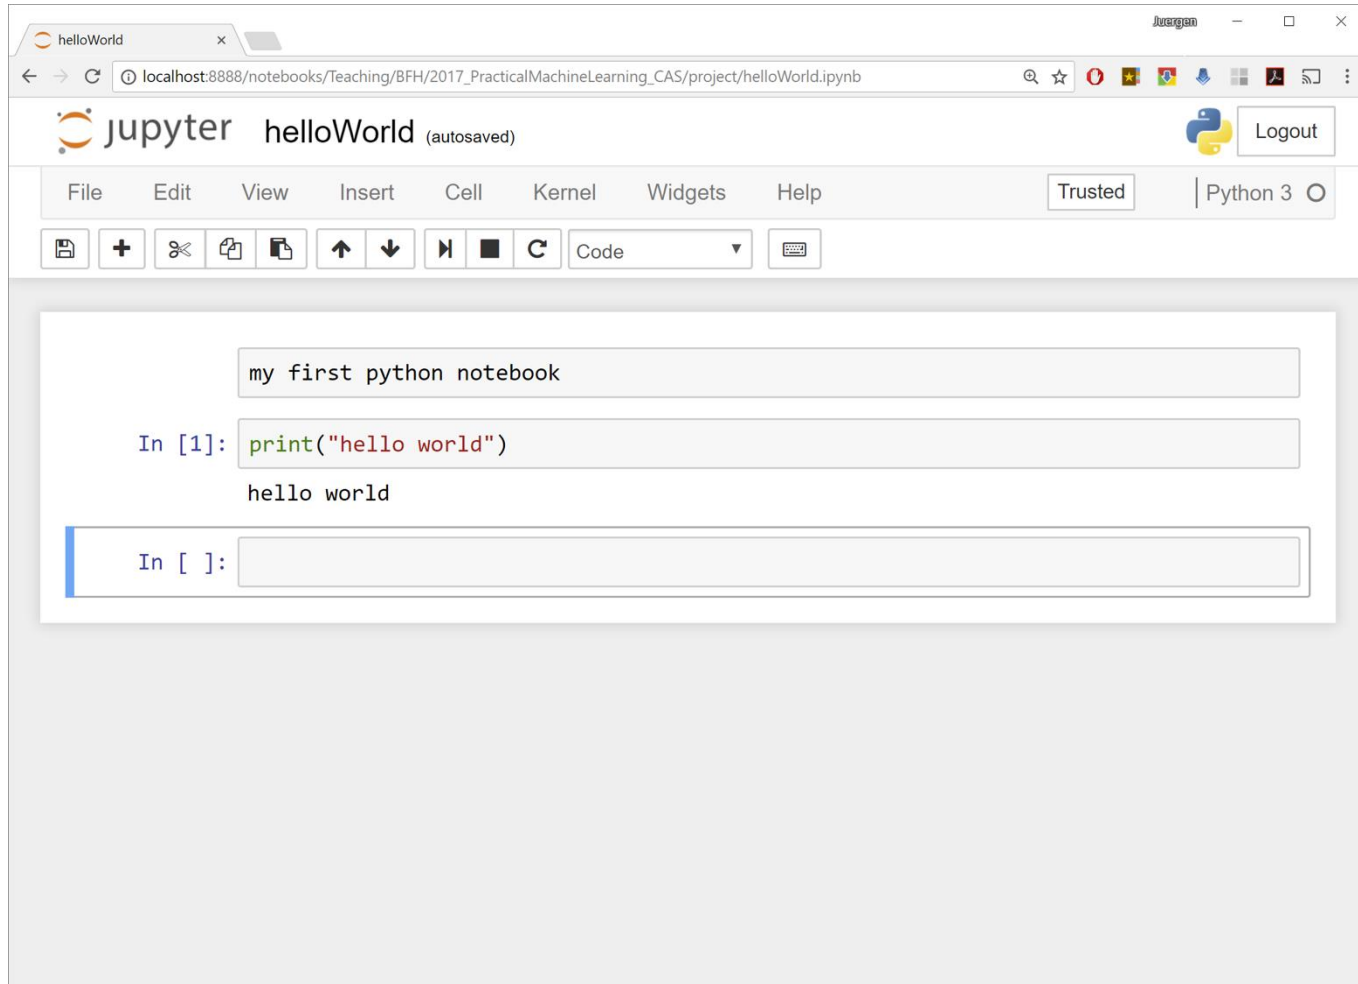 Juergen
helloWorld
localhost:8888/notebooks/Teaching/BFH/2017_PracticalMachineLearning_CAS/project/helloWorld.ipynb
jupyter helloWorld (autosaved) Logout
File Edit View Insert Cell Kernel Widgets Help Trusted Python 3
Code
my first python notebook
In [1]: print("hello world")
hello world
In [ ]: